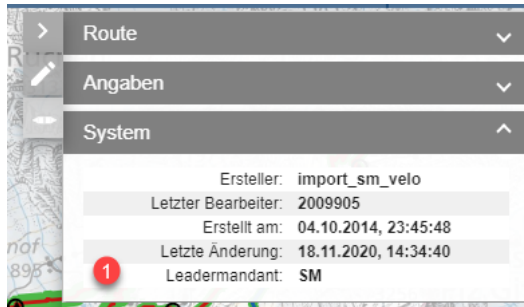 Route
Angaben
System
Ersteller: import_sm_velo
Letzter Bearbeiter: 2009905
Erstellt am: 04.10.2014, 23:45:48
Letzte Änderung: 18.11.2020, 14:34:40
1
Leadermandant: SM